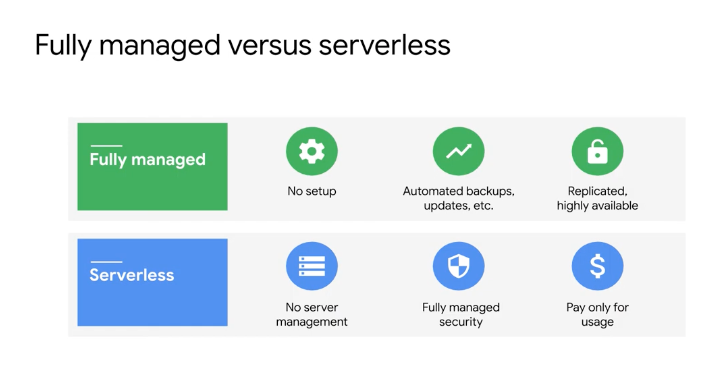 Fully managed versus serverless
Fully managed
No setup
Automated backups,
updates, etc.
Replicated,
highly available
Serverless
No server
management
Fully managed
security
Pay only for
usage